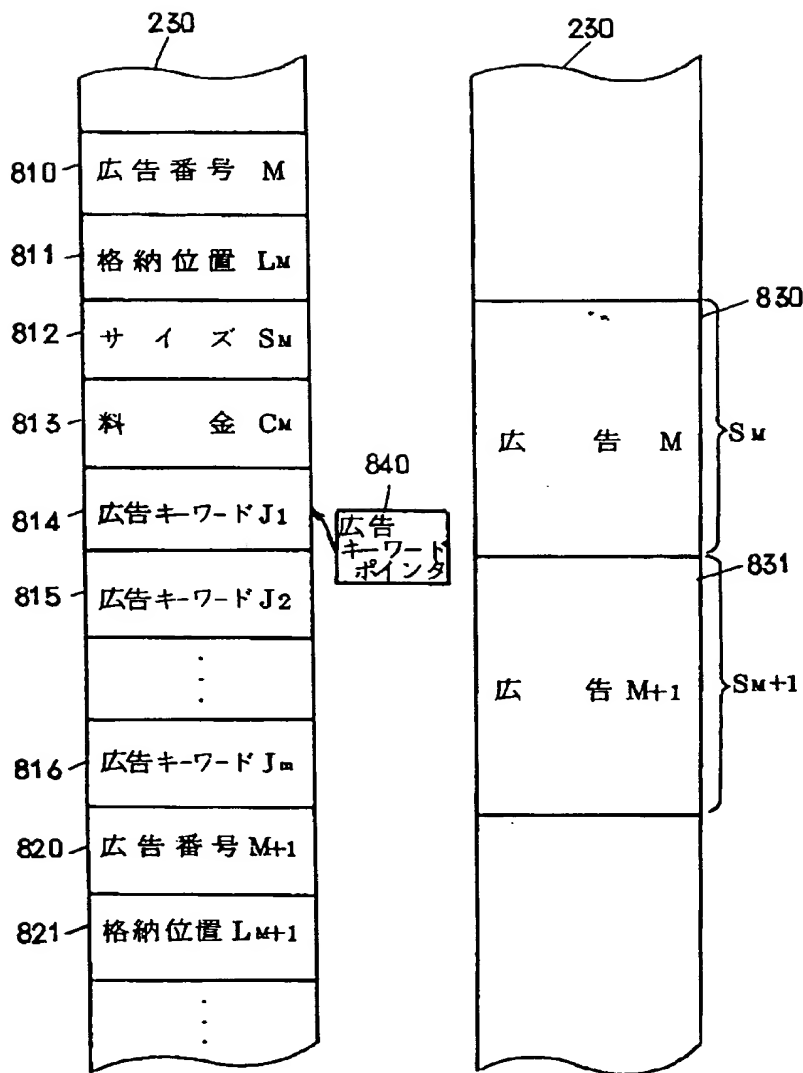 230
810 広告番号 M
811 格納位置 LM
812 サイズ SM
813 料金 CM
814 広告キーワード J1
815 広告キーワード J2
816 広告キーワード Jm
820 広告番号 M+1
821 格納位置 LM+1
840
広告
キーワード
ポインタ
230
830
広告 M
SM
831
広告 M+1
SM+1